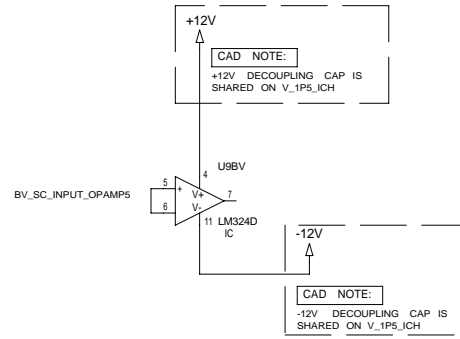 +12V
CAD NOTE:
+12V DECOUPLING CAP IS
SHARED ON V_1P5_ICH
U9BV
4
5
+
V+
7
BV_SC_INPUT_OPAMP5
6
V-
11 LM324D
IC
-12V
CAD NOTE:
-12V DECOUPLING CAP IS
SHARED ON V_1P5_ICH